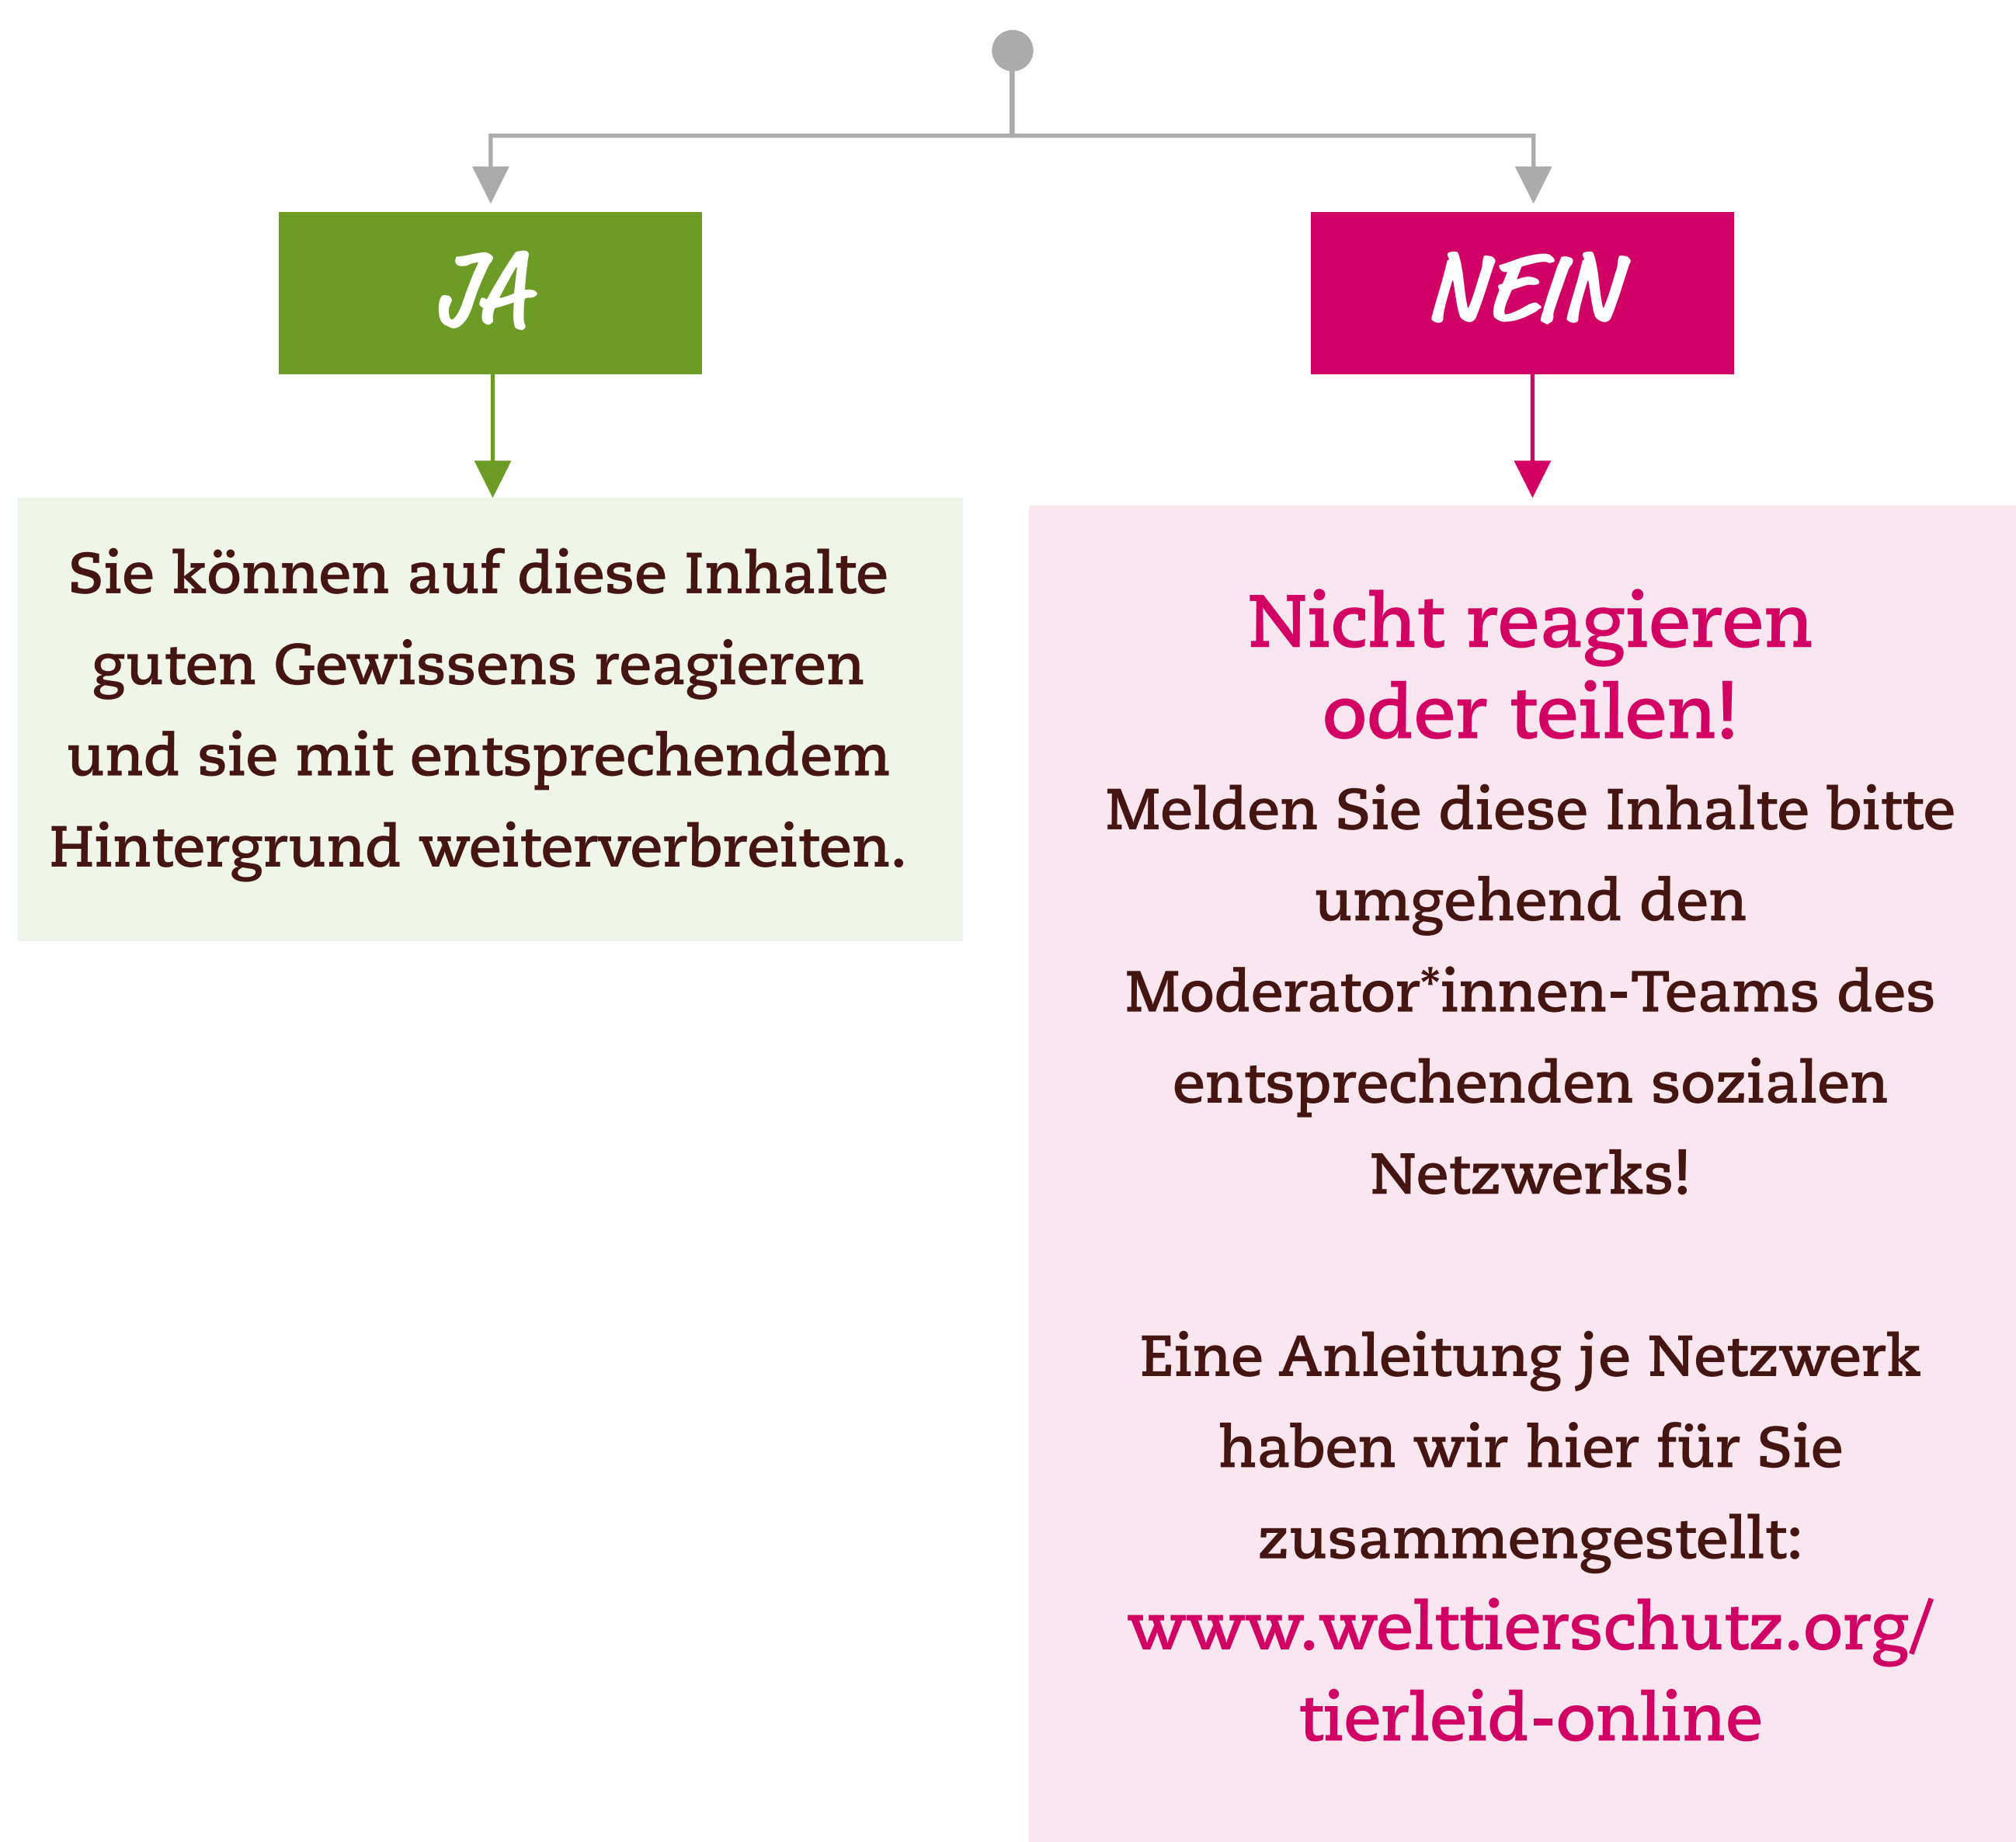 JA
Sie können auf diese Inhalte
guten Gewissens reagieren
und sie mit entsprechendem
Hintergrund weiterverbreiten.
NEIN
Nicht reagieren
oder teilen!
Melden Sie diese Inhalte bitte
umgehend den
Moderator*innen-Teams des
entsprechenden sozialen
Netzwerks!
Eine Anleitung je Netzwerk
haben wir hier für Sie
zusammengestellt:
www.welttierschutz.org/
tierleid-online